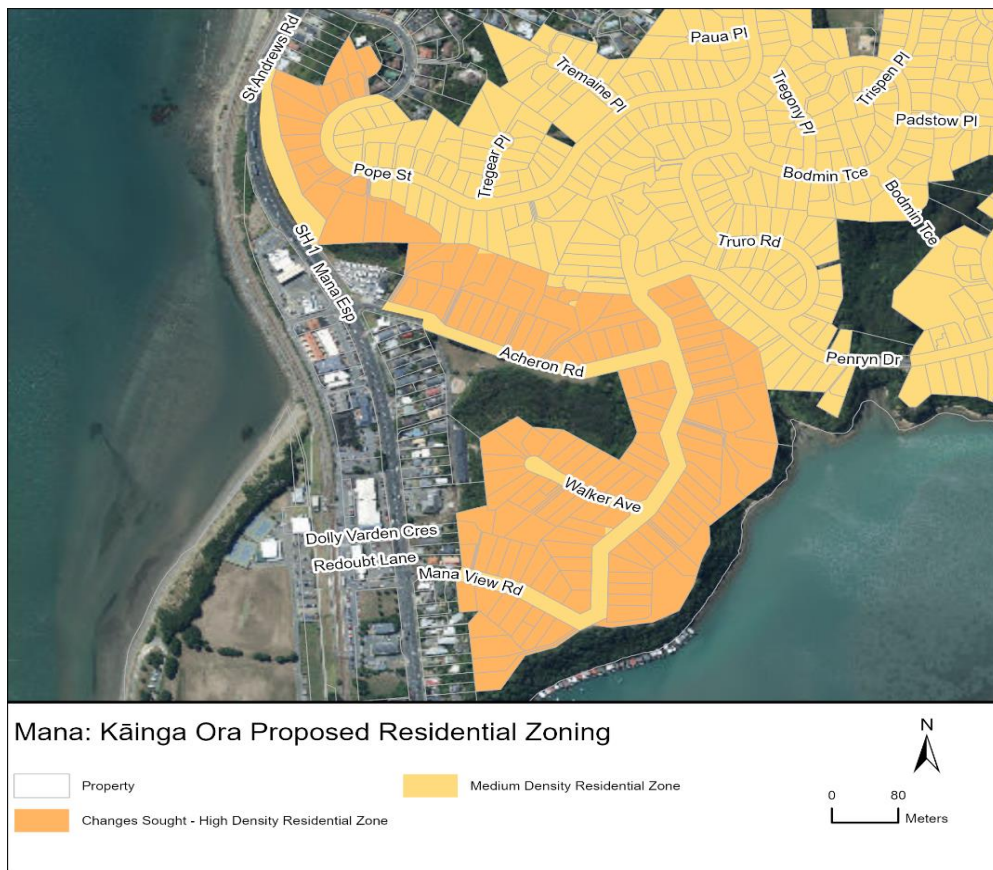 St Andrews Rd
Paua Pl
Tremaine Pl
Trispen Pl
Tregony Pl
Padstow Pl
Tregear Pl
Pope St
Bodmin Tce
Bodmin Tce
Truro Rd
SH 1 Mana Esp
Acheron Rd
Penryn Dr
Walker Ave
Dolly Varden Cres
Redoubt Lane
Mana View Rd
Mana: Kāinga Ora Proposed Residential Zoning
N
Property
Medium Density Residential Zone
Changes Sought - High Density Residential Zone
0 80
Meters